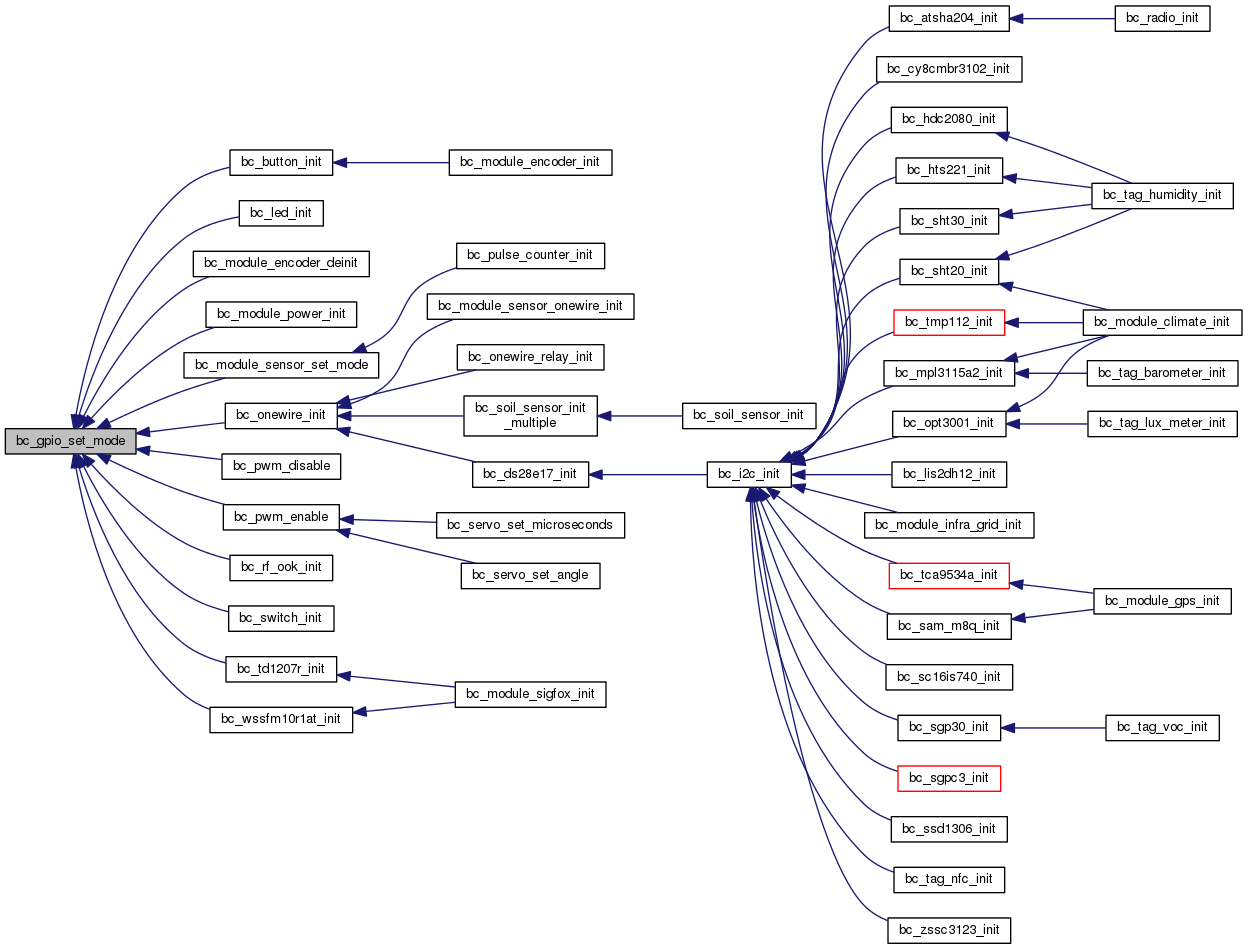 bc_gpio_set_mode
bc_button_init
bc_led_init
bc_module_encoder_deinit
bc_module_power_init
bc_module_sensor_set_mode
bc_onewire_init
bc_pwm_disable
bc_pwm_enable
bc_rf_ook_init
bc_switch_init
bc_td1207r_init
bc_wssfm10r1at_init
bc_module_encoder_init
bc_pulse_counter_init
bc_module_sensor_onewire_init
bc_onewire_relay_init
bc_soil_sensor_init
_multiple
bc_ds28e17_init
bc_servo_set_microseconds
bc_servo_set_angle
bc_module_sigfox_init
bc_soil_sensor_init
bc_i2c_init
bc_atsha204_init
bc_cy8cmbr3102_init
bc_hdc2080_init
bc_hts221_init
bc_sht30_init
bc_sht20_init
bc_tmp112_init
bc_mpl3115a2_init
bc_opt3001_init
bc_lis2dh12_init
bc_module_infra_grid_init
bc_tca9534a_init
bc_sam_m8q_init
bc_sc16is740_init
bc_sgp30_init
bc_sgpc3_init
bc_ssd1306_init
bc_tag_nfc_init
bc_zssc3123_init
bc_radio_init
bc_tag_humidity_init
bc_module_climate_init
bc_tag_barometer_init
bc_tag_lux_meter_init
bc_module_gps_init
bc_tag_voc_init